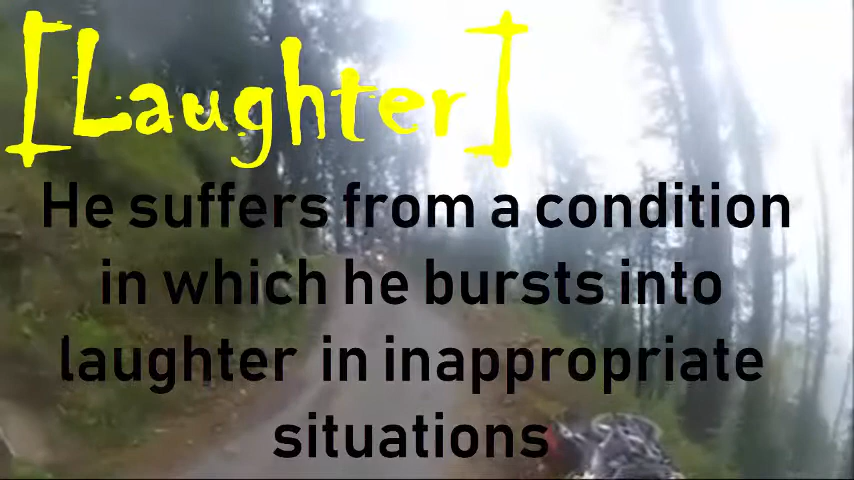 [Laughter]
He suffers from a condition
in which he bursts into
laughter in inappropriate
situations